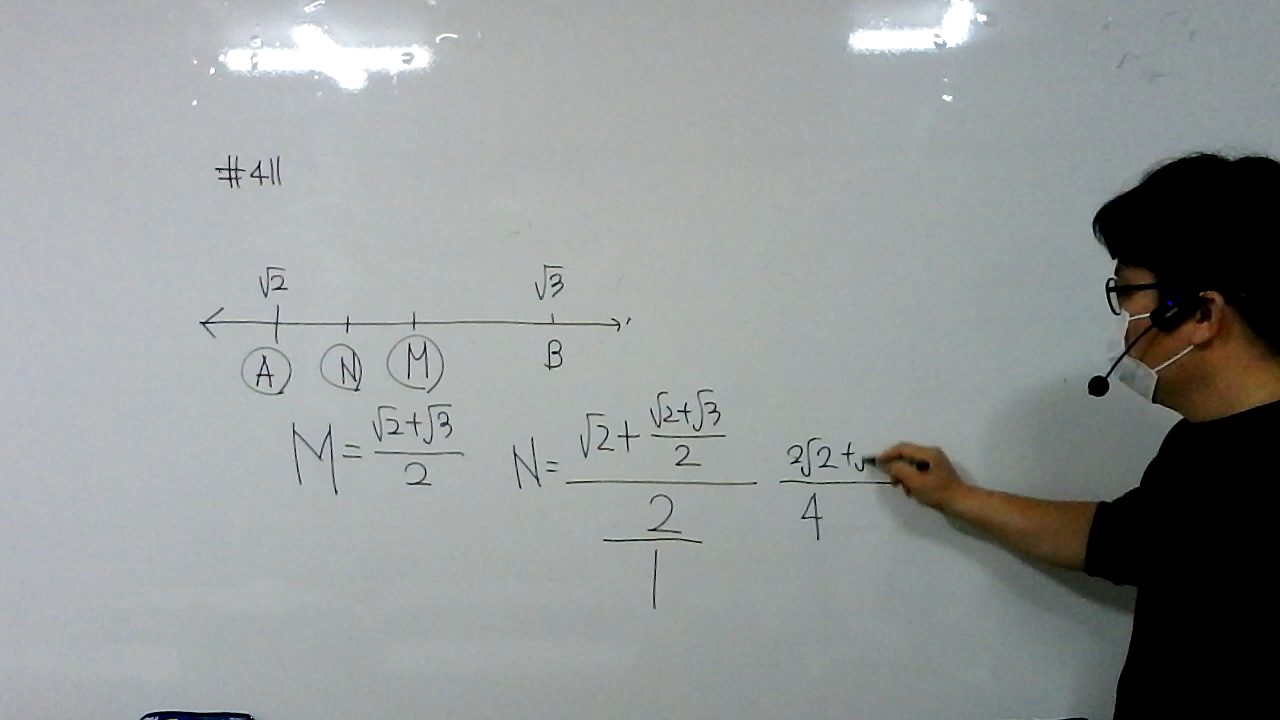 #411
√2 √3
A N M B
M = (√2+√3)/2 N = (√2 + (√2+√3)/2)/(2/1) (2√2+√)/4